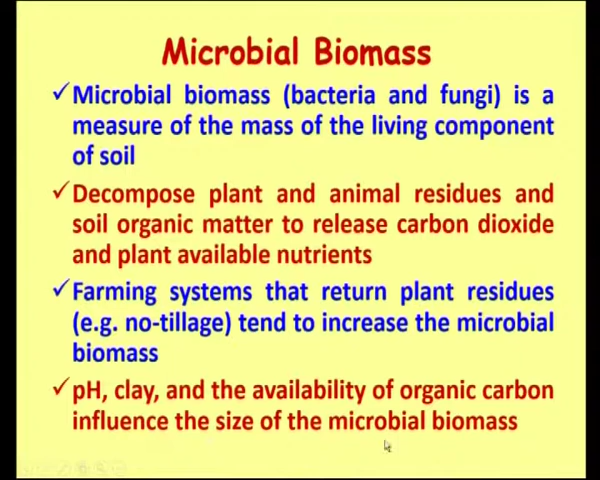 Microbial Biomass
✓Microbial biomass (bacteria and fungi) is a
measure of the mass of the living component
of soil
✓Decompose plant and animal residues and
soil organic matter to release carbon dioxide
and plant available nutrients
✓Farming systems that return plant residues
(e.g. no-tillage) tend to increase the microbial
biomass
✓pH, clay, and the availability of organic carbon
influence the size of the microbial biomass